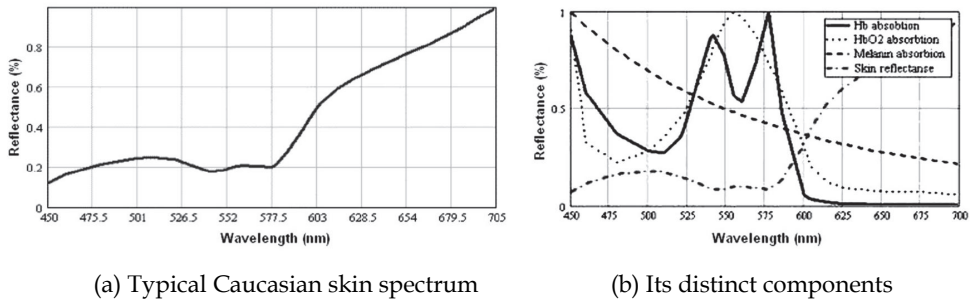 Reflectance (%)
0.8
0.6
0.4
0.2
0
450 475.5 501 526.5 552 577.5 603 628.5 654 679.5 705
Wavelength (nm)
(a) Typical Caucasian skin spectrum
Reflectance (%)
1
0.5
0
450 475 500 525 550 575 600 625 650 675 700
Wavelength (nm)
Hb absobtion
HbO2 absorbtion
Melanin absorbion
Skin reflectanse
(b) Its distinct components